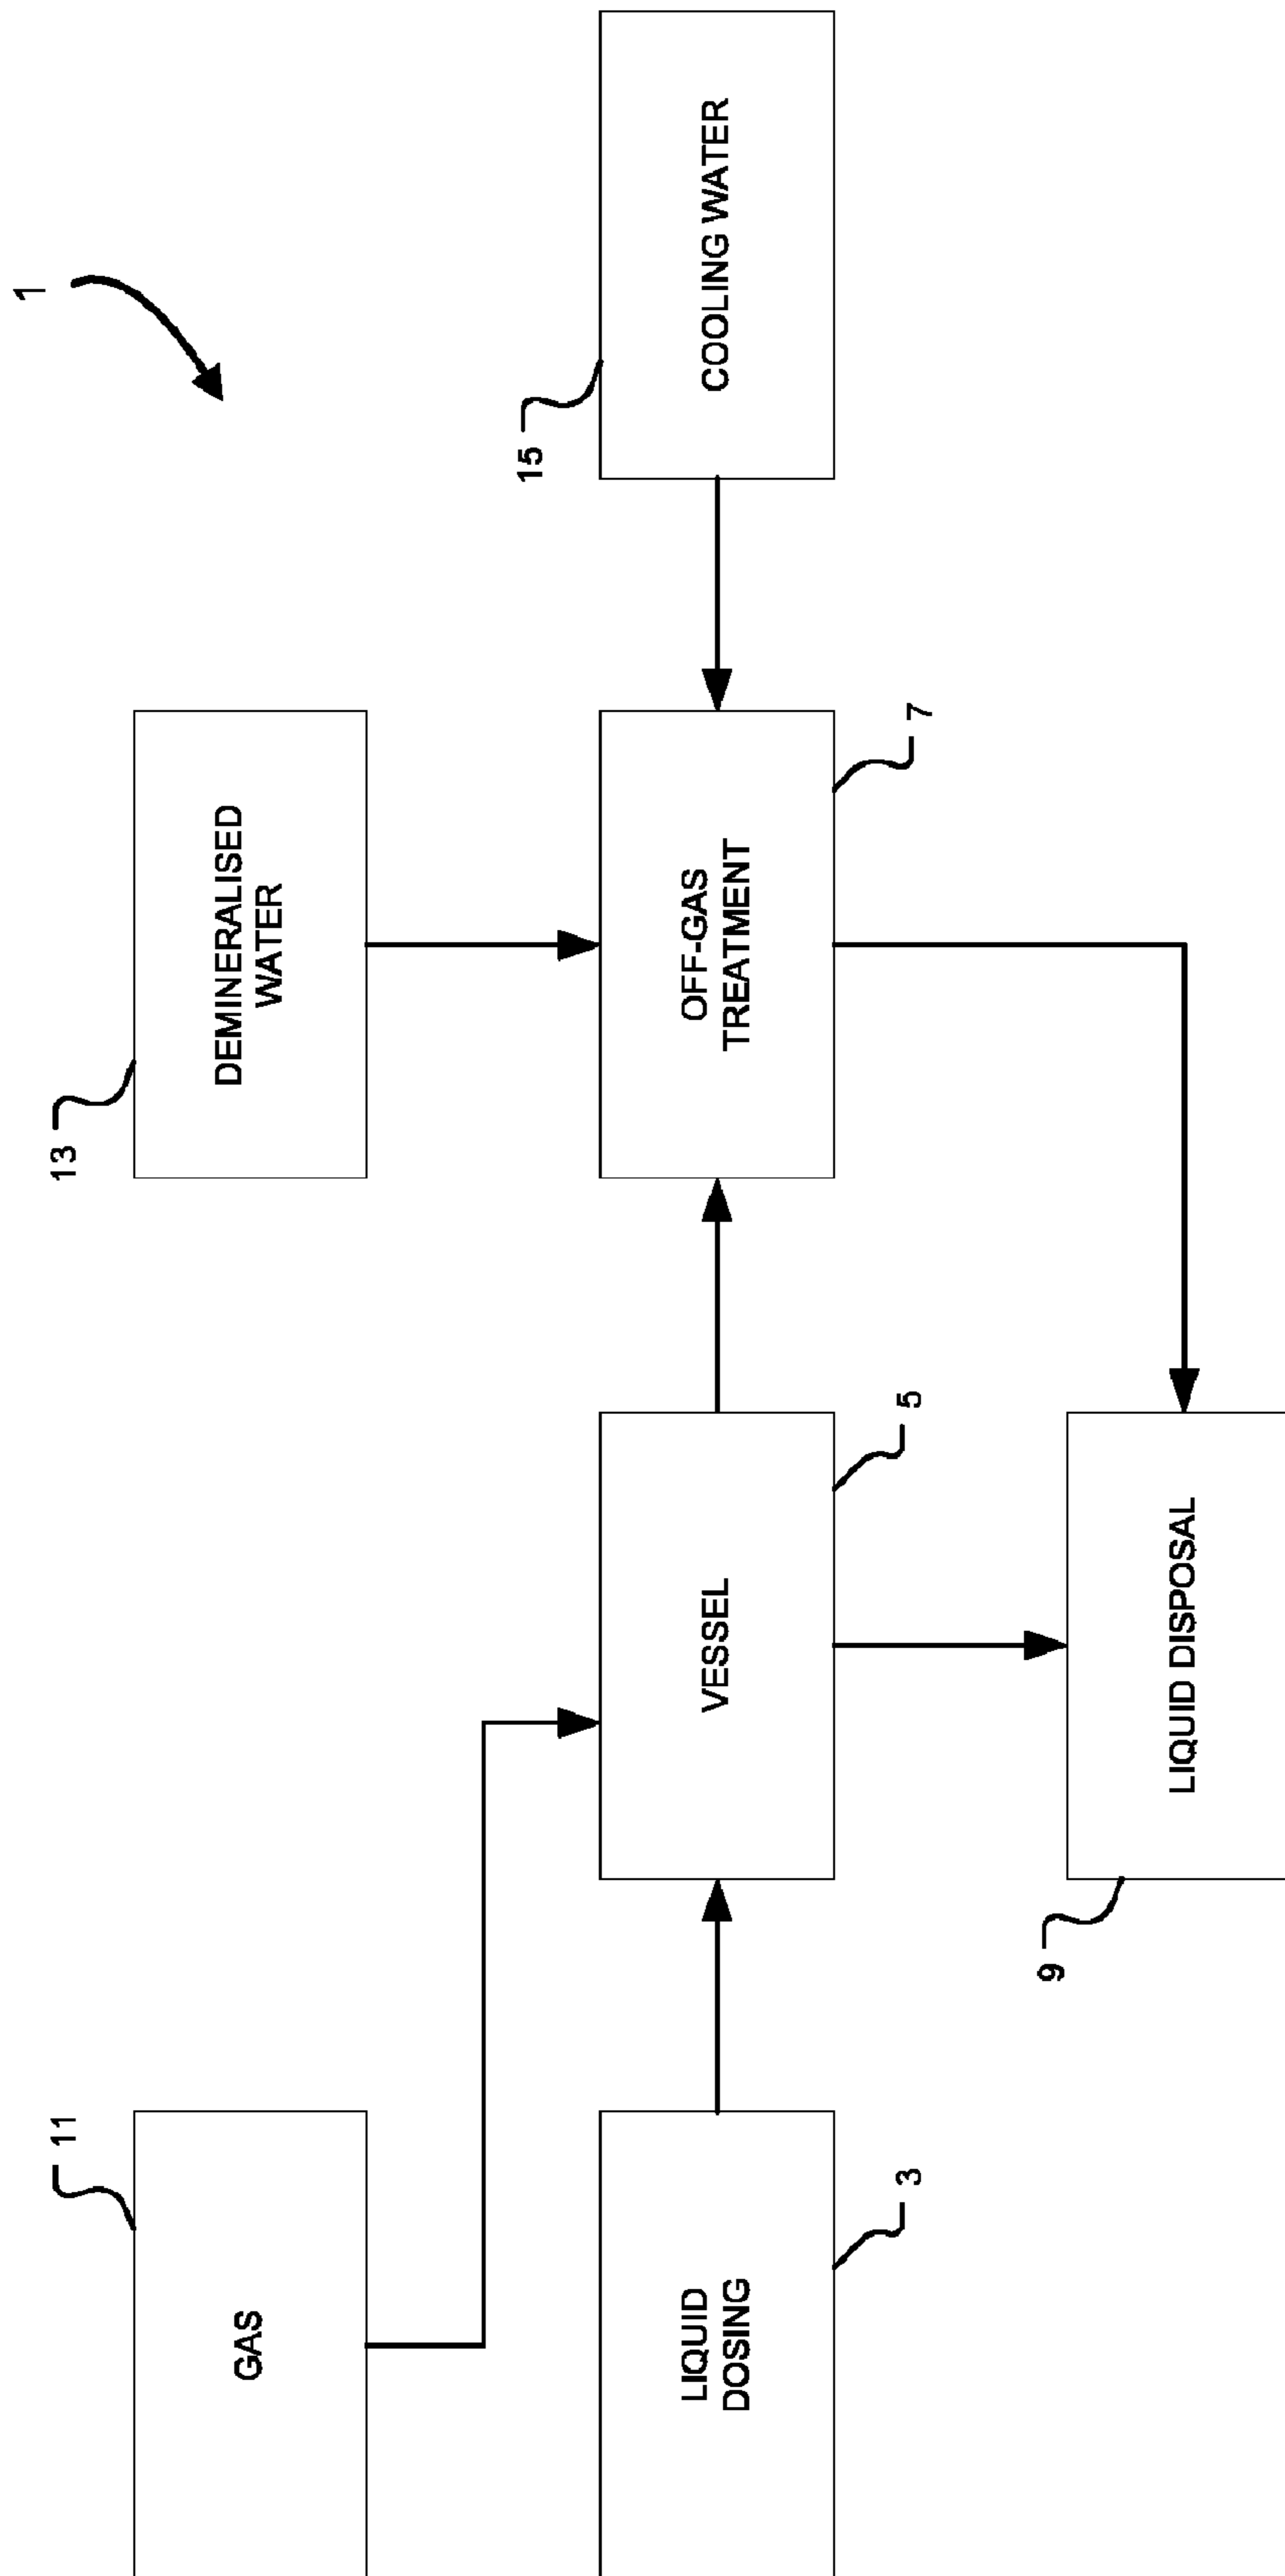 1
11
13
GAS
DEMINERALISED
WATER
15
LIQUID
DOSING
VESSEL
OFF-GAS
TREATMENT
COOLING WATER
3
5
7
9
LIQUID DISPOSAL